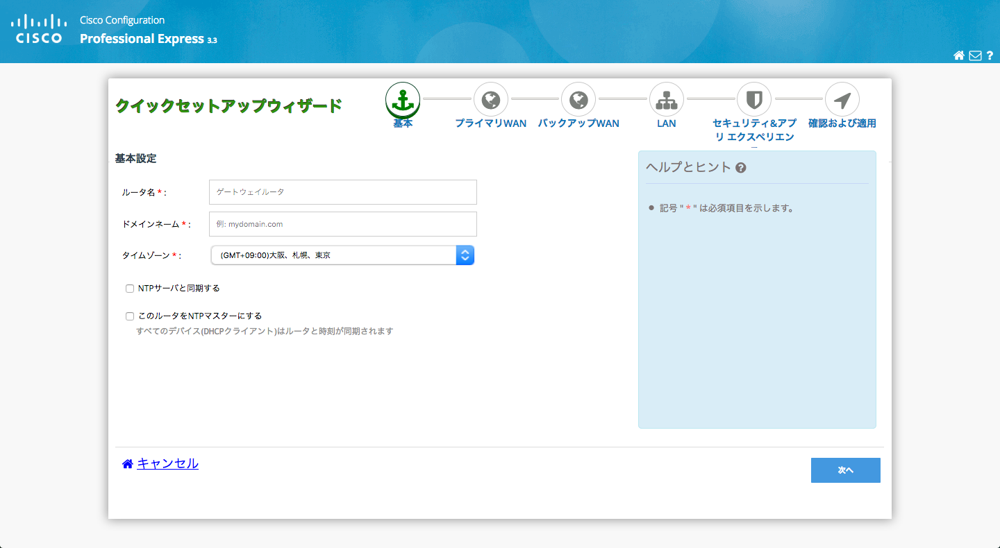 CISCO
Cisco Configuration
Professional Express 3.3
?
クイックセットアップウィザード
基本
プライマリWAN
バックアップWAN
LAN
セキュリティ&アプ
リ エクスペリエン
確認および適用
基本設定
ルータ名 * :
ゲートウェイルータ
ドメインネーム * :
例: mydomain.com
タイムゾーン * :
(GMT+09:00)大阪、札幌、東京
NTPサーバと同期する
このルータをNTPマスターにする
すべてのデバイス(DHCPクライアント)はルータと時刻が同期されます
ヘルプとヒント ?
● 記号 " * " は必須項目を示します。
キャンセル
次へ